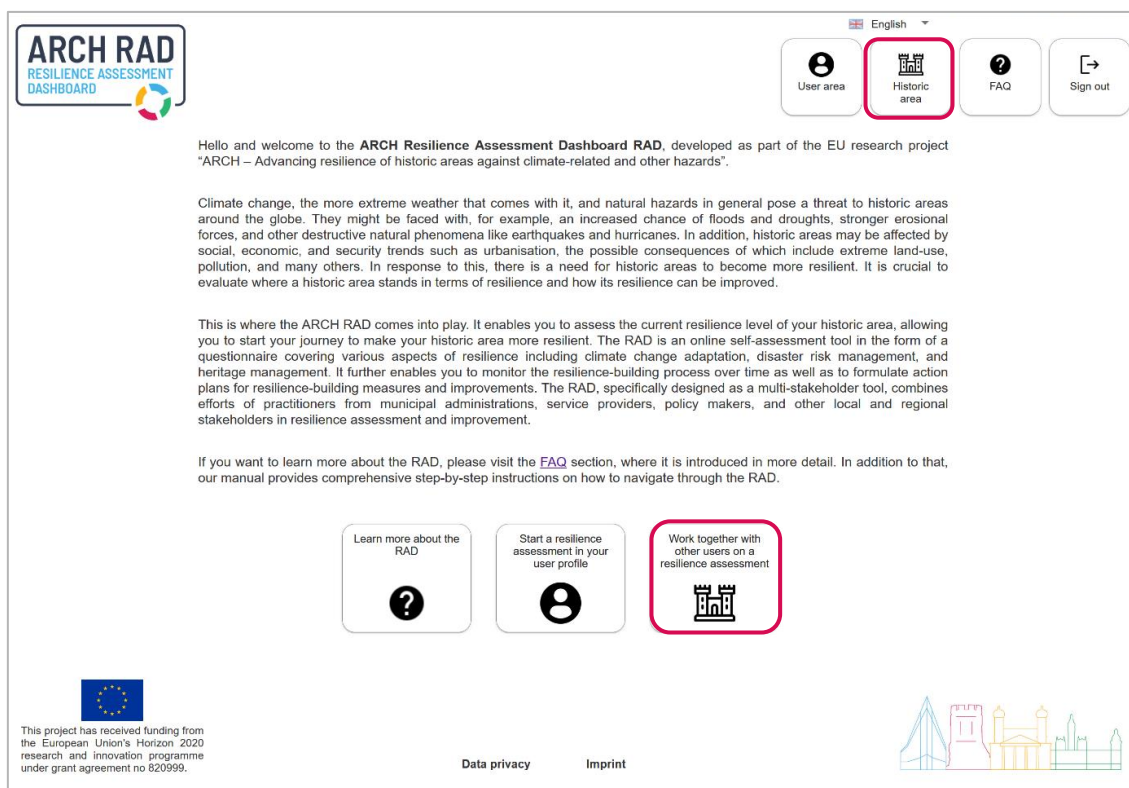 English
ARCH RAD
RESILIENCE ASSESSMENT
DASHBOARD
User area
Historic
area
FAQ
Sign out
Hello and welcome to the ARCH Resilience Assessment Dashboard RAD, developed as part of the EU research project
“ARCH – Advancing resilience of historic areas against climate-related and other hazards”.
Climate change, the more extreme weather that comes with it, and natural hazards in general pose a threat to historic areas
around the globe. They might be faced with, for example, an increased chance of floods and droughts, stronger erosional
forces, and other destructive natural phenomena like earthquakes and hurricanes. In addition, historic areas may be affected by
social, economic, and security trends such as urbanisation, the possible consequences of which include extreme land-use,
pollution, and many others. In response to this, there is a need for historic areas to become more resilient. It is crucial to
evaluate where a historic area stands in terms of resilience and how its resilience can be improved.
This is where the ARCH RAD comes into play. It enables you to assess the current resilience level of your historic area, allowing
you to start your journey to make your historic area more resilient. The RAD is an online self-assessment tool in the form of a
questionnaire covering various aspects of resilience including climate change adaptation, disaster risk management, and
heritage management. It further enables you to monitor the resilience-building process over time as well as to formulate action
plans for resilience-building measures and improvements. The RAD, specifically designed as a multi-stakeholder tool, combines
efforts of practitioners from municipal administrations, service providers, policy makers, and other local and regional
stakeholders in resilience assessment and improvement.
If you want to learn more about the RAD, please visit the FAQ section, where it is introduced in more detail. In addition to that,
our manual provides comprehensive step-by-step instructions on how to navigate through the RAD.
Learn more about the
RAD
Start a resilience
assessment in your
user profile
Work together with
other users on a
resilience assessment
This project has received funding from
the European Union's Horizon 2020
research and innovation programme
under grant agreement no 820999.
Data privacy
Imprint